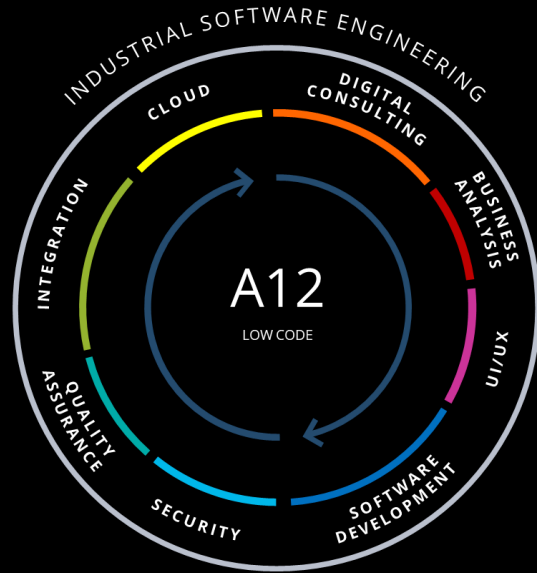 INDUSTRIAL SOFTWARE ENGINEERING
DIGITAL
CONSULTING
BUSINESS
ANALYSIS
UI/UX
SOFTWARE
DEVELOPMENT
SECURITY
QUALITY
ASSURANCE
INTEGRATION
CLOUD
A12
LOW CODE